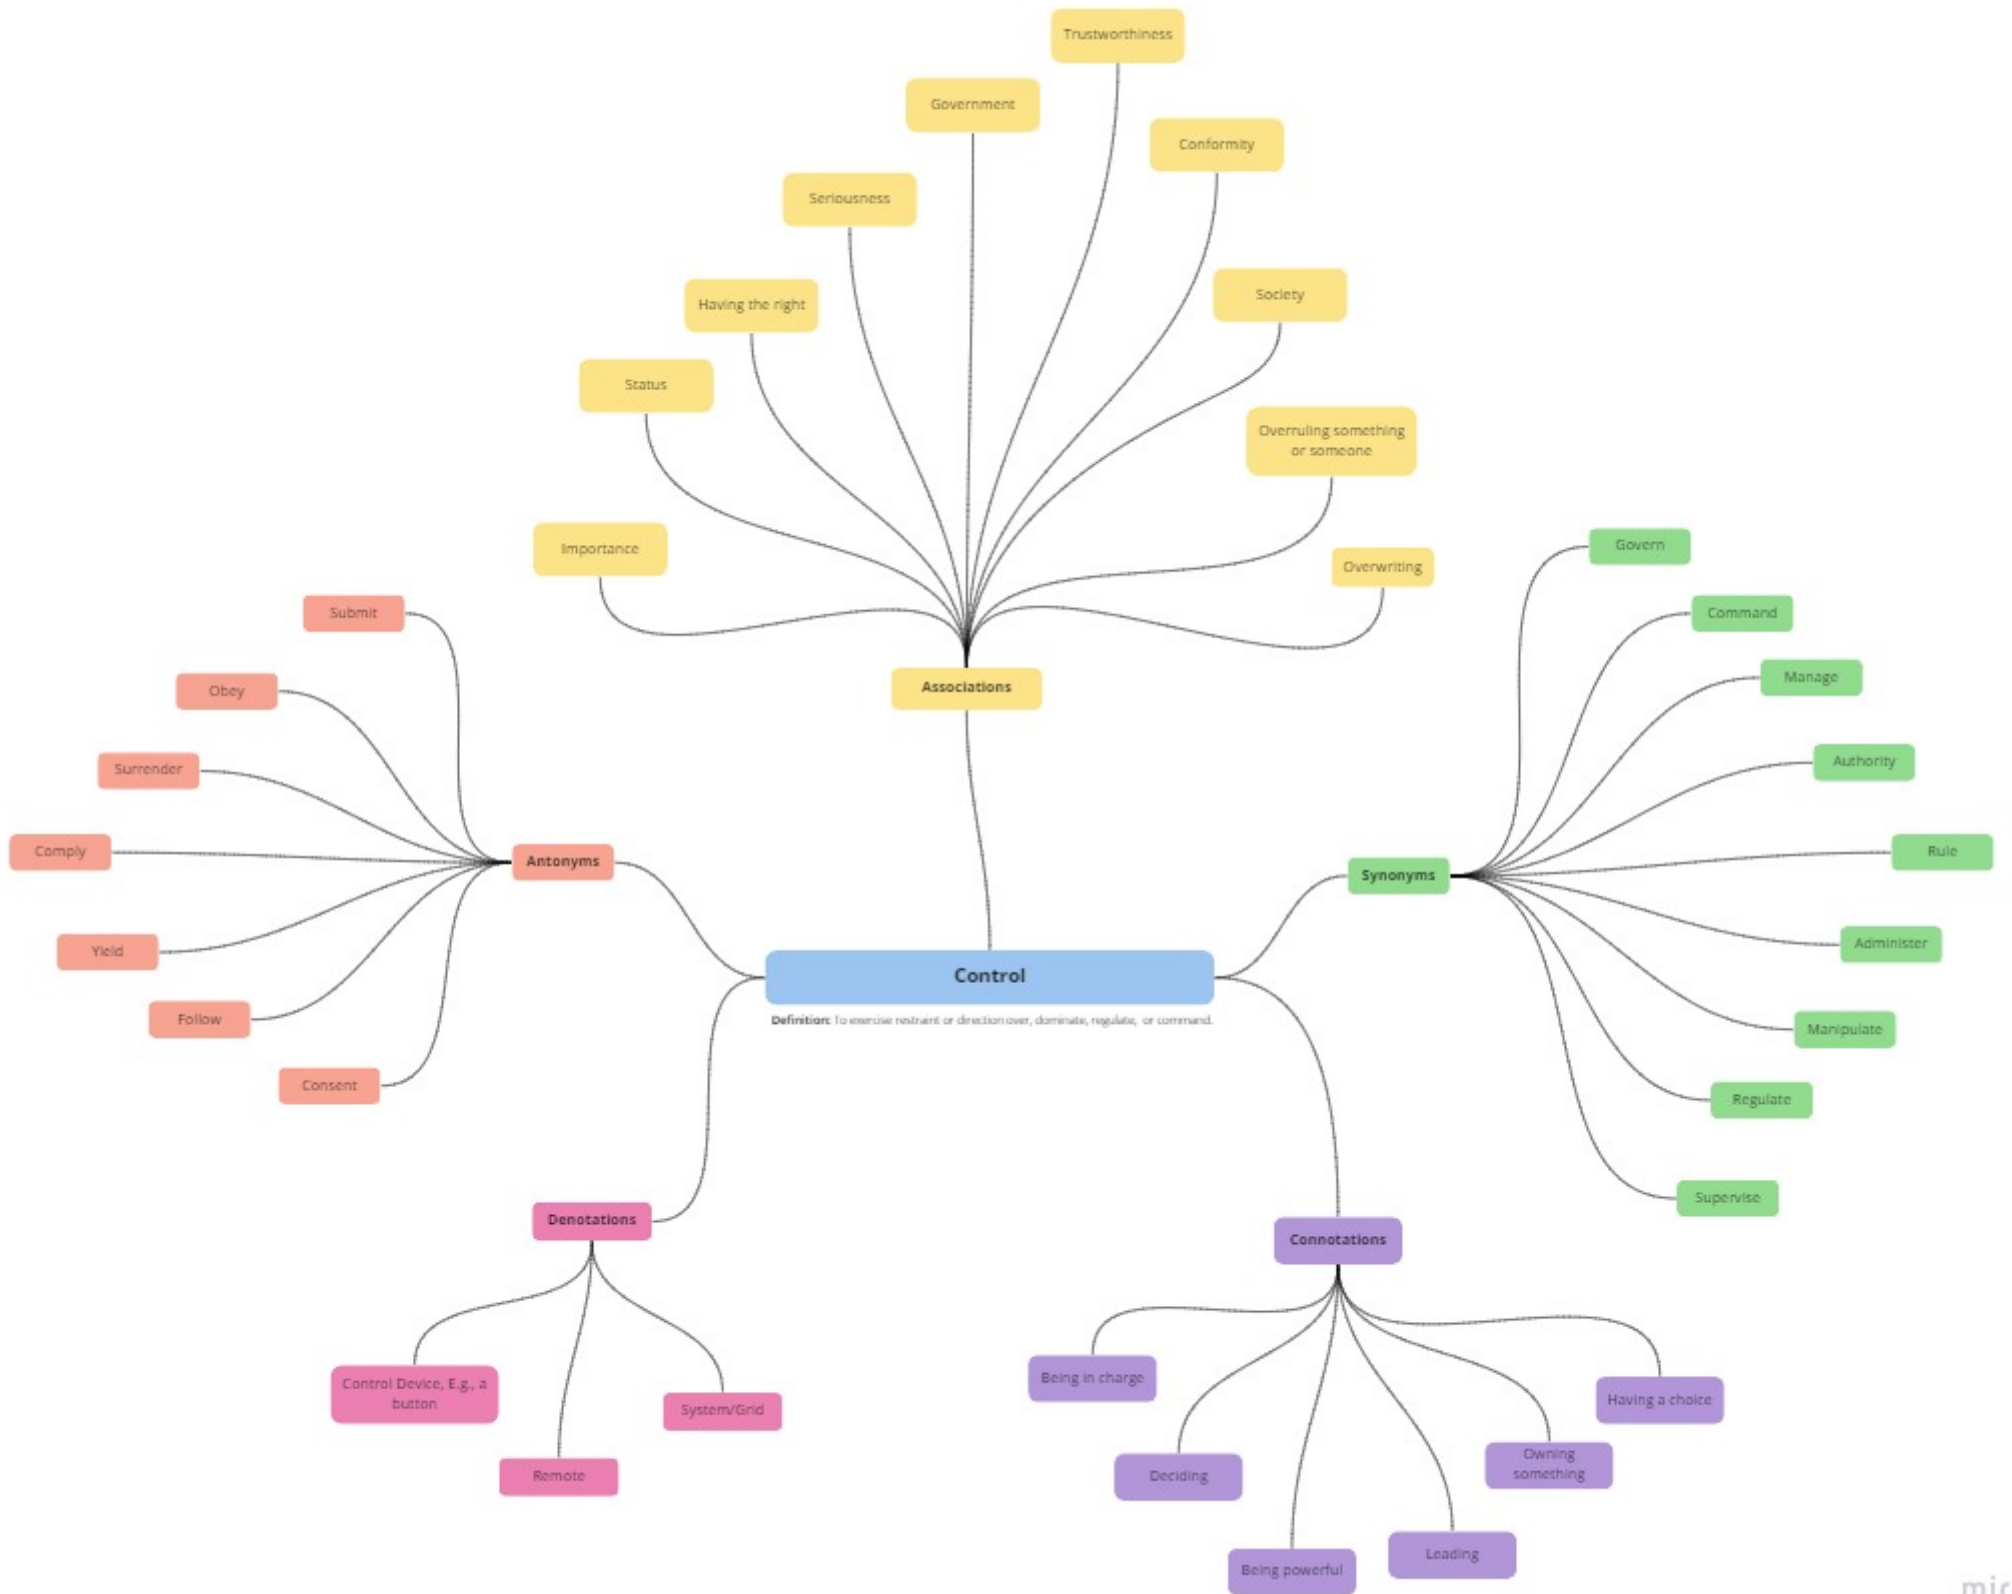 Trustworthiness
Government
Conformity
Seriousness
Society
Having the right
Status
Overruling something
or someone
Importance
Overwriting
Associations
Govern
Command
Manage
Authority
Rule
Administer
Manipulate
Regulate
Supervise
Synonyms
Submit
Obey
Surrender
Comply
Yield
Follow
Consent
Antonyms
Control
Definition: To exercise restraint or direction over, dominate, regulate, or command.
Denotations
Control Device, E.g., a
button
System/Grid
Remote
Connotations
Being in charge
Having a choice
Owning
something
Deciding
Leading
Being powerful